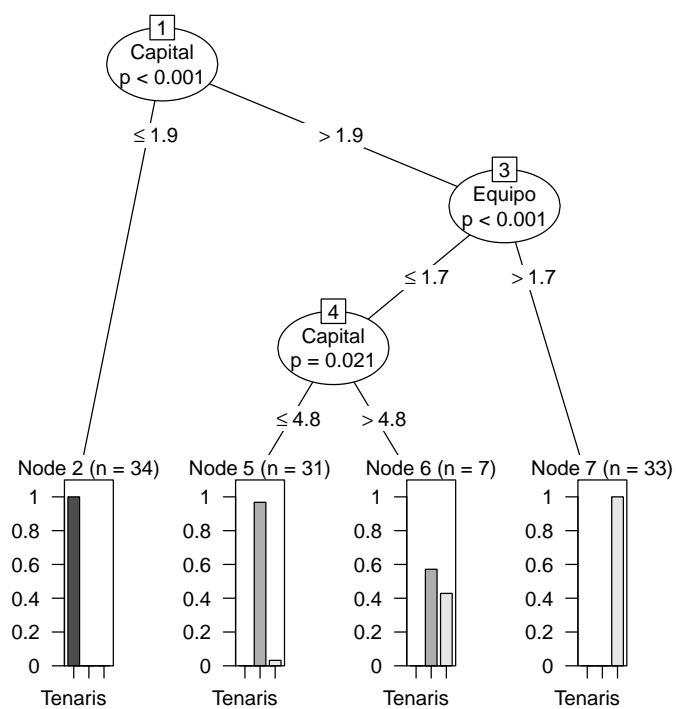 1
Capital
p < 0.001
≤ 1.9
> 1.9
3
Equipo
p < 0.001
≤ 1.7
> 1.7
4
Capital
p = 0.021
≤ 4.8
> 4.8
Node 2 (n = 34)
1
0.8
0.6
0.4
0.2
0
Tenaris
Node 5 (n = 31)
1
0.8
0.6
0.4
0.2
0
Tenaris
Node 6 (n = 7)
1
0.8
0.6
0.4
0.2
0
Tenaris
Node 7 (n = 33)
1
0.8
0.6
0.4
0.2
0
Tenaris